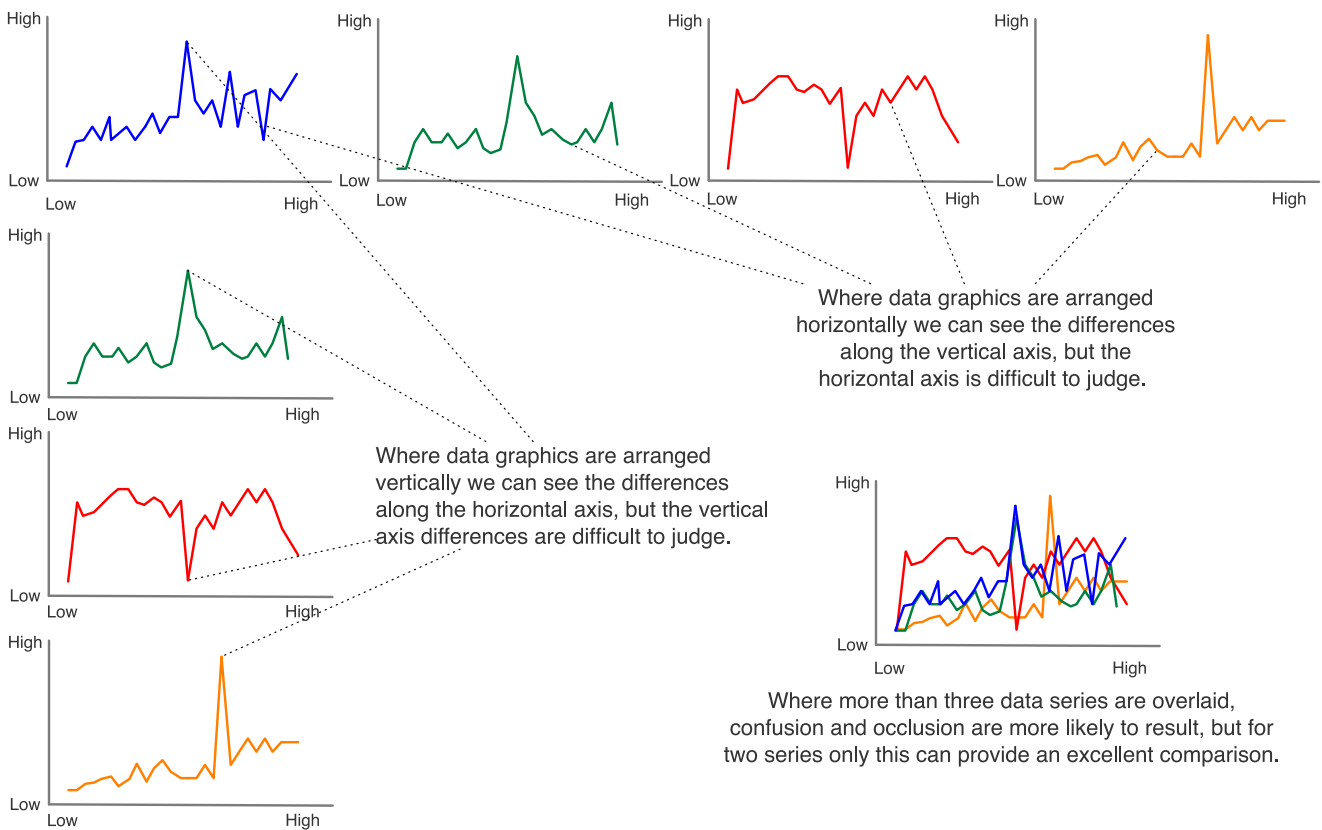 High
Low
Low
High
High
Low
Low
High
High
Low
Low
High
High
Low
Low
High
Where data graphics are arranged
horizontally we can see the differences
along the vertical axis, but the
horizontal axis is difficult to judge.
High
Low
Low
High
High
Low
Low
High
Where data graphics are arranged
vertically we can see the differences
along the horizontal axis, but the vertical
axis differences are difficult to judge.
High
Low
Low
High
High
Low
Low
High
Where more than three data series are overlaid,
confusion and occlusion are more likely to result, but for
two series only this can provide an excellent comparison.